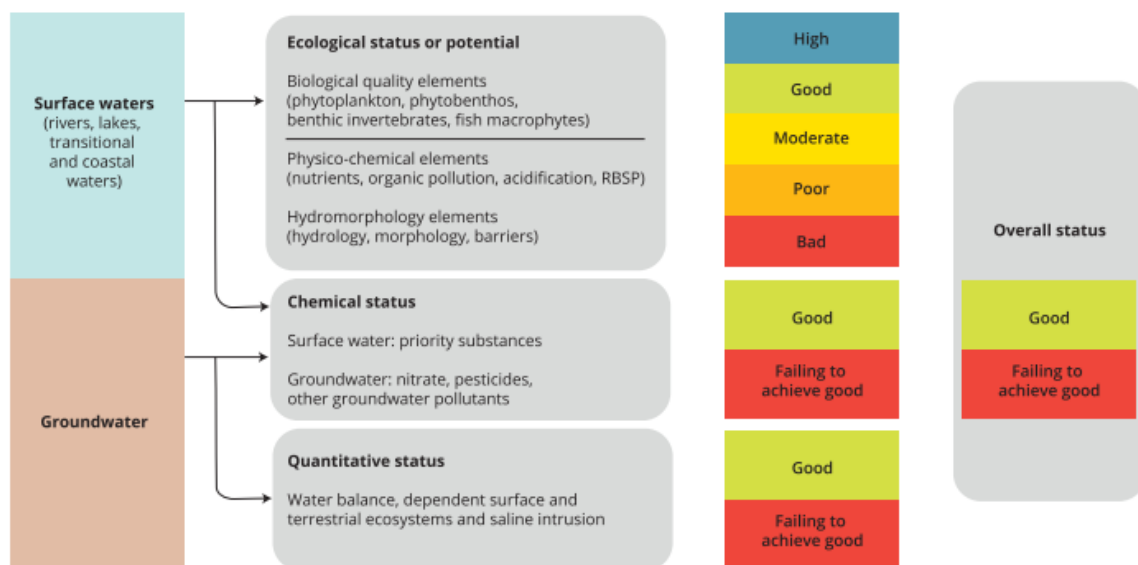 Surface waters
(rivers, lakes,
transitional
and coastal
waters)
Groundwater
Ecological status or potential
Biological quality elements
(phytoplankton, phytobenthos,
benthic invertebrates, fish macrophytes)
Physico-chemical elements
(nutrients, organic pollution, acidification, RBSP)
Hydromorphology elements
(hydrology, morphology, barriers)
Chemical status
Surface water: priority substances
Groundwater: nitrate, pesticides,
other groundwater pollutants
Quantitative status
Water balance, dependent surface and
terrestrial ecosystems and saline intrusion
High
Good
Moderate
Poor
Bad
Good
Failing to
achieve good
Good
Failing to
achieve good
Overall status
Good
Failing to
achieve good